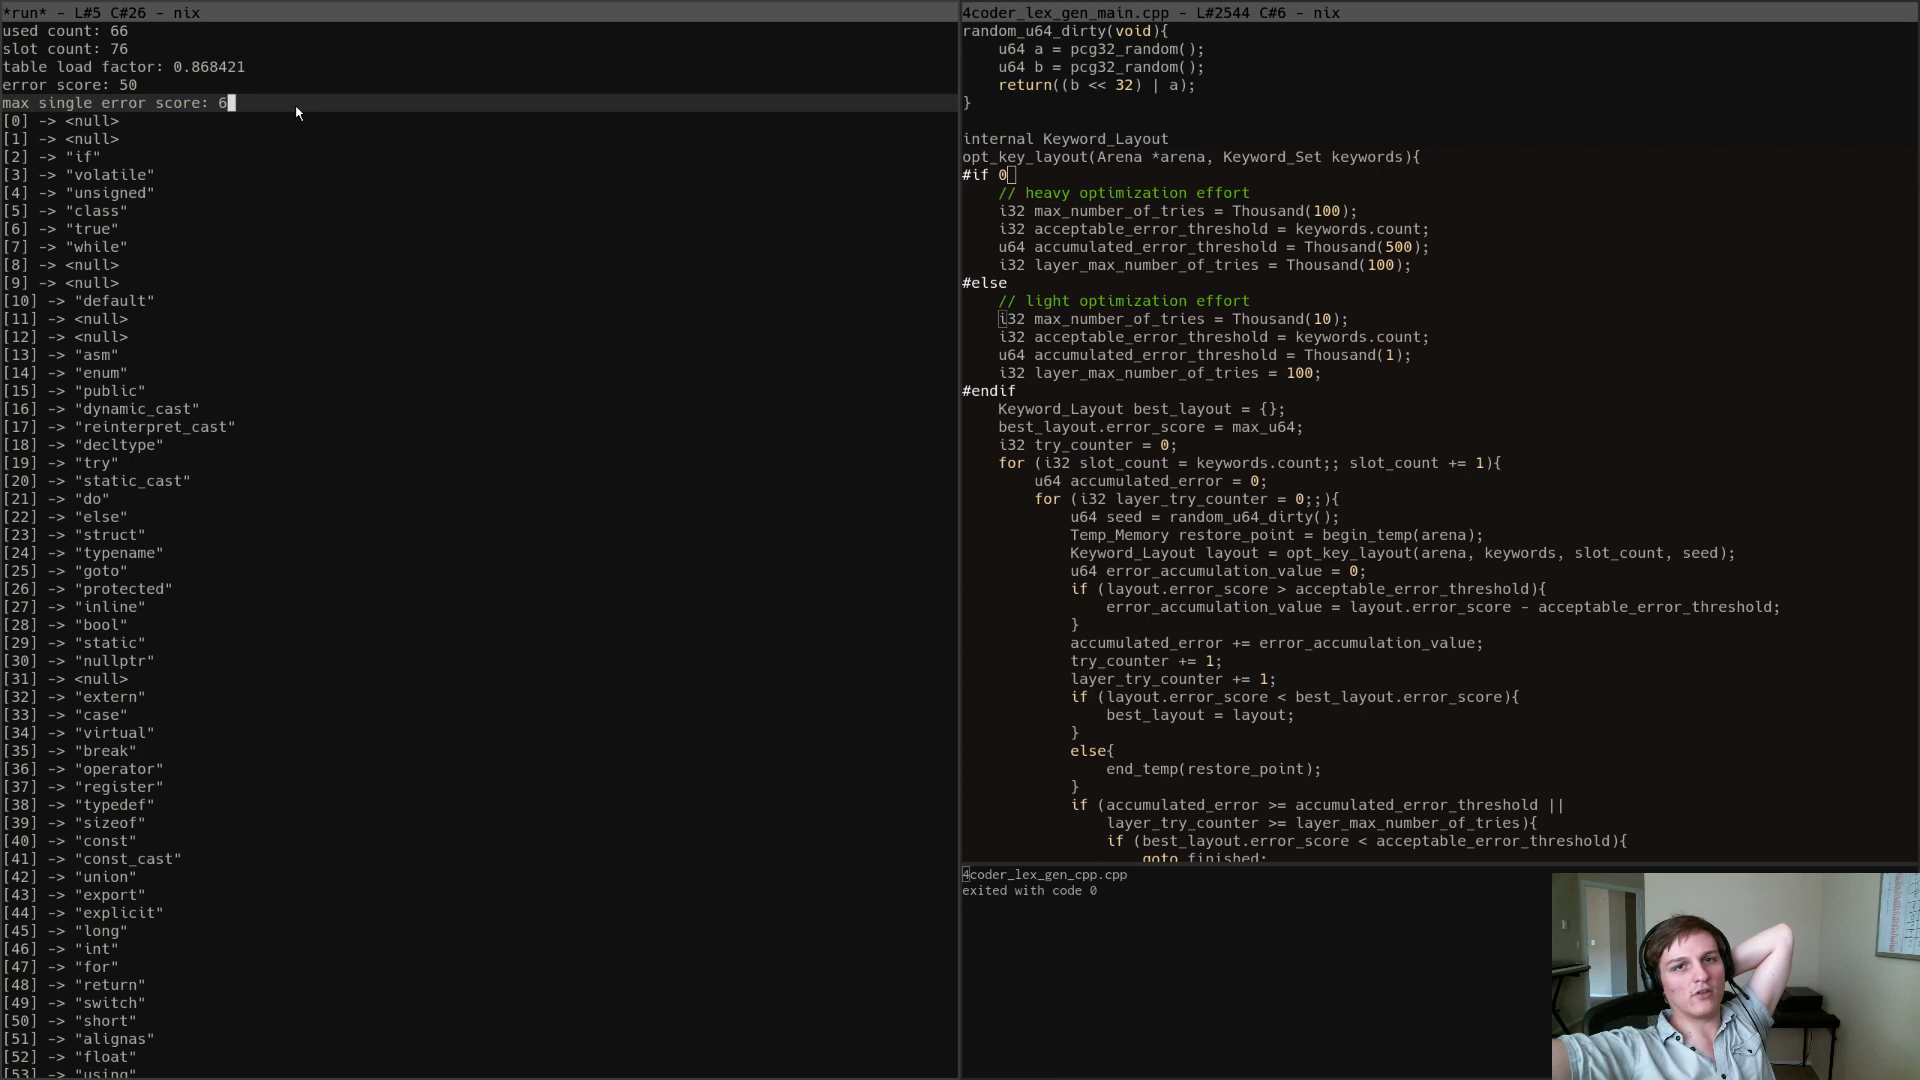 *run* - L#5 C#26 - nix
used count: 66
slot count: 76
table load factor: 0.868421
error score: 50
max single error score: 6
[0] -> <null>
[1] -> <null>
[2] -> "if"
[3] -> "volatile"
[4] -> "unsigned"
[5] -> "class"
[6] -> "true"
[7] -> "while"
[8] -> <null>
[9] -> <null>
[10] -> "default"
[11] -> <null>
[12] -> <null>
[13] -> "asm"
[14] -> "enum"
[15] -> "public"
[16] -> "dynamic_cast"
[17] -> "reinterpret_cast"
[18] -> "decltype"
[19] -> "try"
[20] -> "static_cast"
[21] -> "do"
[22] -> "else"
[23] -> "struct"
[24] -> "typename"
[25] -> "goto"
[26] -> "protected"
[27] -> "inline"
[28] -> "bool"
[29] -> "static"
[30] -> "nullptr"
[31] -> <null>
[32] -> "extern"
[33] -> "case"
[34] -> "virtual"
[35] -> "break"
[36] -> "operator"
[37] -> "register"
[38] -> "typedef"
[39] -> "sizeof"
[40] -> "const"
[41] -> "const_cast"
[42] -> "union"
[43] -> "export"
[44] -> "explicit"
[45] -> "long"
[46] -> "int"
[47] -> "for"
[48] -> "return"
[49] -> "switch"
[50] -> "short"
[51] -> "alignas"
[52] -> "float"
[53] -> "using"
4coder_lex_gen_main.cpp - L#2544 C#6 - nix
random_u64_dirty(void){
    u64 a = pcg32_random();
    u64 b = pcg32_random();
    return((b << 32) | a);
}
internal Keyword_Layout
opt_key_layout(Arena *arena, Keyword_Set keywords){
#if 0
    // heavy optimization effort
    i32 max_number_of_tries = Thousand(100);
    i32 acceptable_error_threshold = keywords.count;
    u64 accumulated_error_threshold = Thousand(500);
    i32 layer_max_number_of_tries = Thousand(100);
#else
    // light optimization effort
    i32 max_number_of_tries = Thousand(10);
    i32 acceptable_error_threshold = keywords.count;
    u64 accumulated_error_threshold = Thousand(1);
    i32 layer_max_number_of_tries = 100;
#endif
    Keyword_Layout best_layout = {};
    best_layout.error_score = max_u64;
    i32 try_counter = 0;
    for (i32 slot_count = keywords.count;; slot_count += 1){
        u64 accumulated_error = 0;
        for (i32 layer_try_counter = 0;;){
            u64 seed = random_u64_dirty();
            Temp_Memory restore_point = begin_temp(arena);
            Keyword_Layout layout = opt_key_layout(arena, keywords, slot_count, seed);
            u64 error_accumulation_value = 0;
            if (layout.error_score > acceptable_error_threshold){
                error_accumulation_value = layout.error_score - acceptable_error_threshold;
            }
            accumulated_error += error_accumulation_value;
            try_counter += 1;
            layer_try_counter += 1;
            if (layout.error_score < best_layout.error_score){
                best_layout = layout;
            }
            else{
                end_temp(restore_point);
            }
            if (accumulated_error >= accumulated_error_threshold ||
                layer_try_counter >= layer_max_number_of_tries){
                if (best_layout.error_score < acceptable_error_threshold){
                    goto finished;
4coder_lex_gen_cpp.cpp
exited with code 0